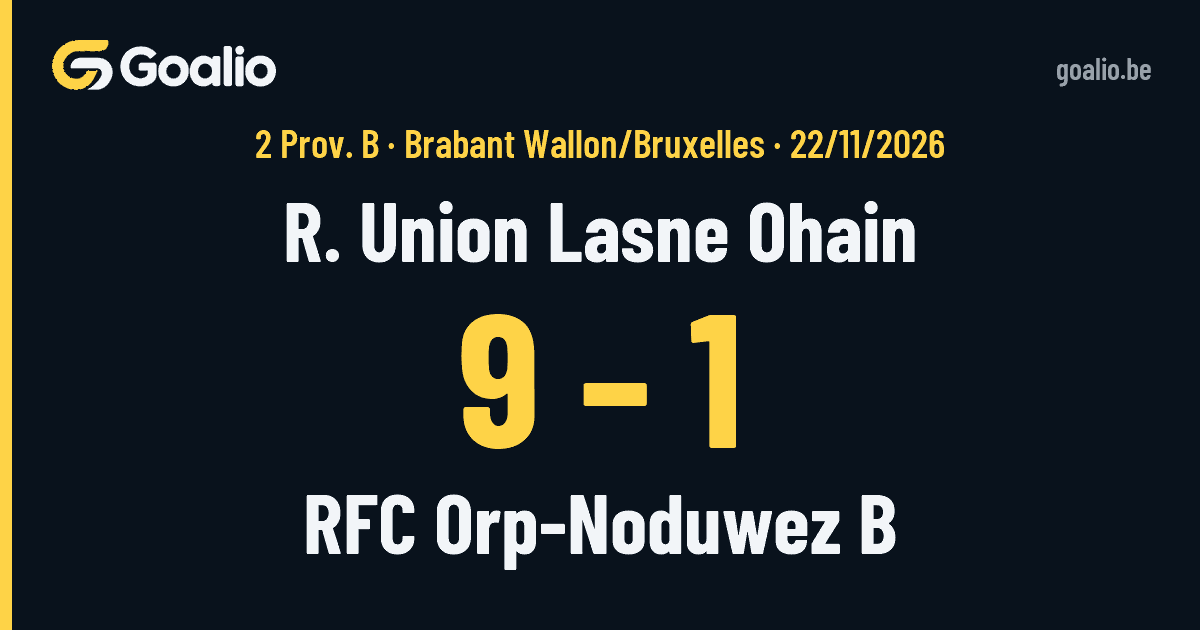 Goalio
goalio.be
2 Prov. B · Brabant Wallon/Bruxelles · 22/11/2026
R. Union Lasne Ohain
9 – 1
RFC Orp-Noduwez B